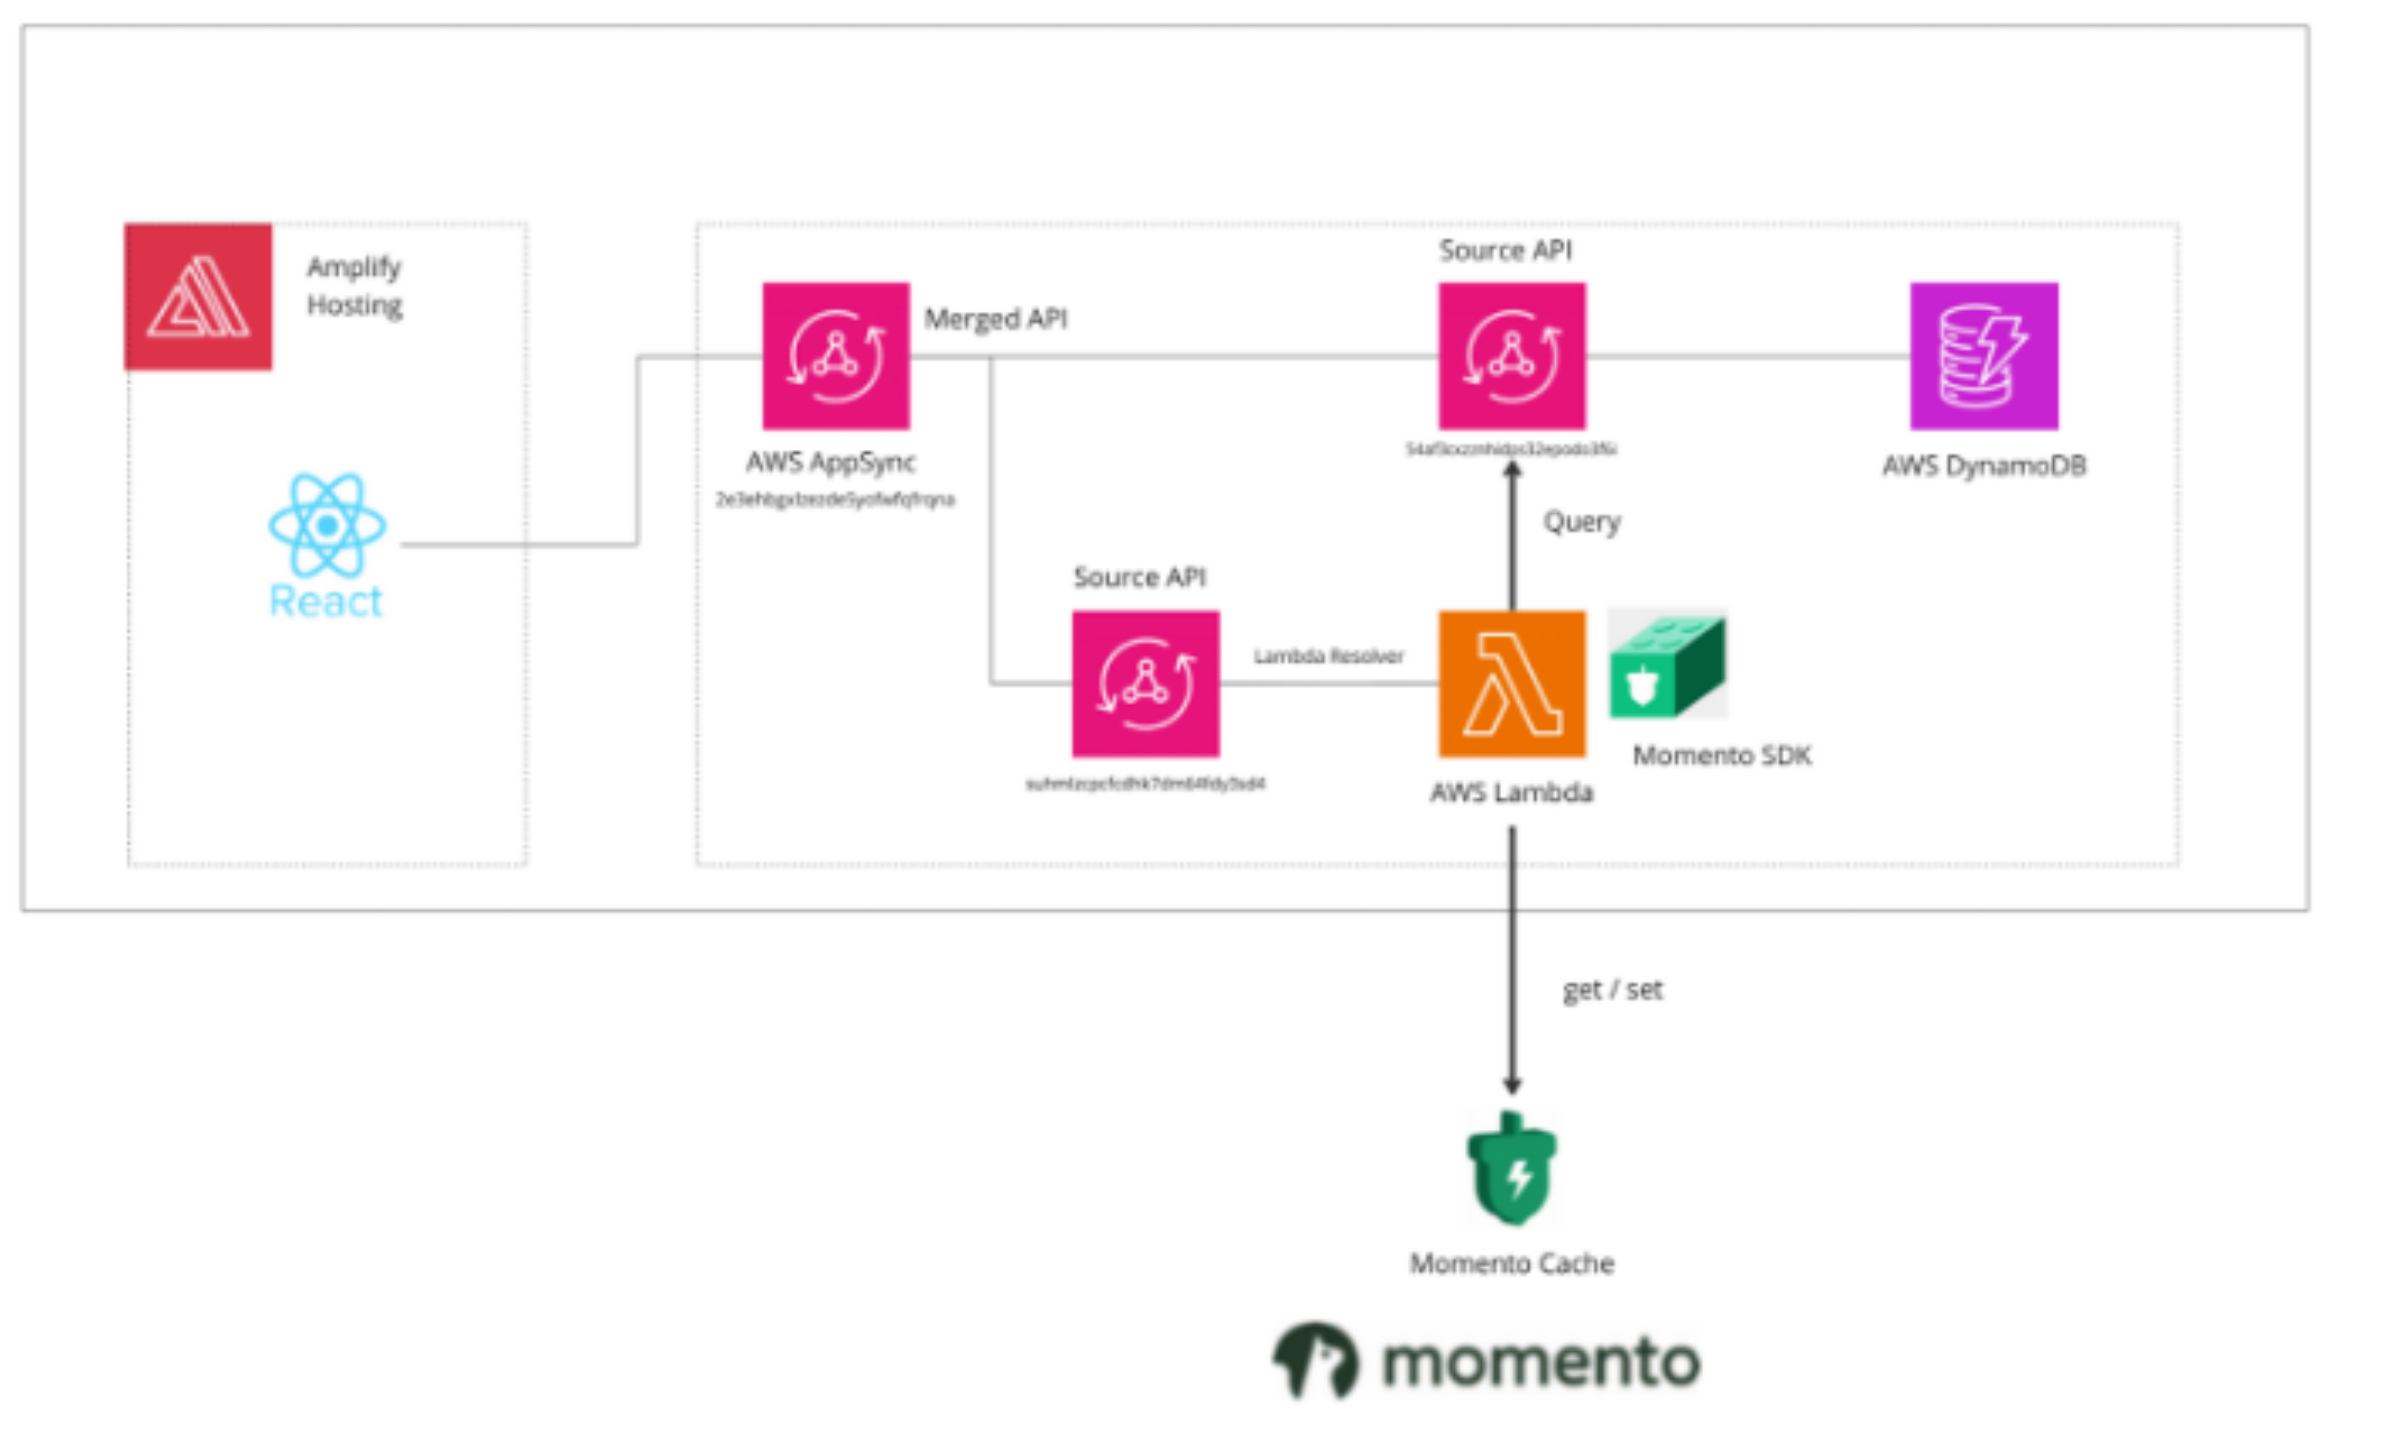 Amplify
Hosting
React
Merged API
AWS AppSync
Source API
AWS DynamoDB
Query
Source API
Lambda Resolver
AWS Lambda
Momento SDK
get / set
Momento Cache
momento